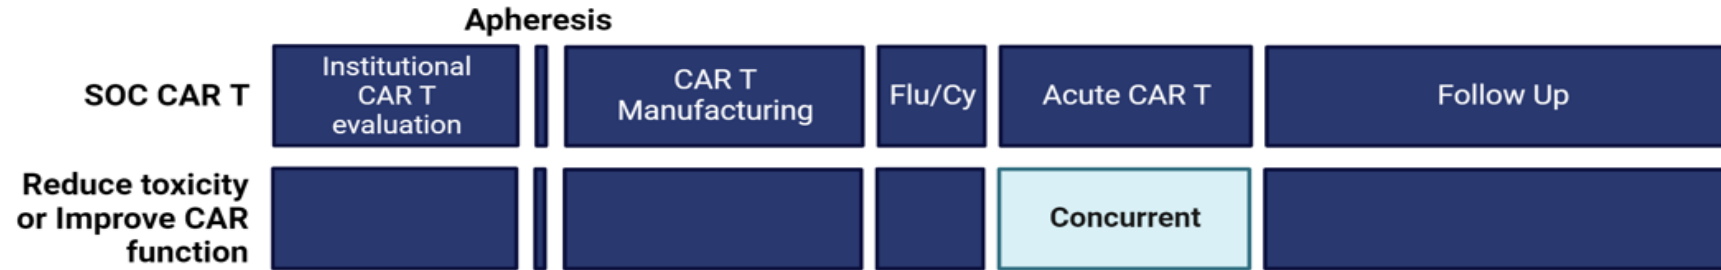 Apheresis
SOC CAR T
Institutional
CAR T
evaluation
CAR T
Manufacturing
Flu/Cy
Acute CAR T
Follow Up
Reduce toxicity
or Improve CAR
function
Concurrent